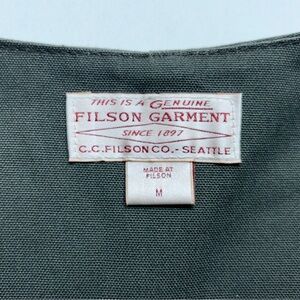 THIS IS A GENUINE
FILSON GARMENT
SINCE 1897
C.C.FILSON CO.- SEATTLE
MADE AT
FILSON
M